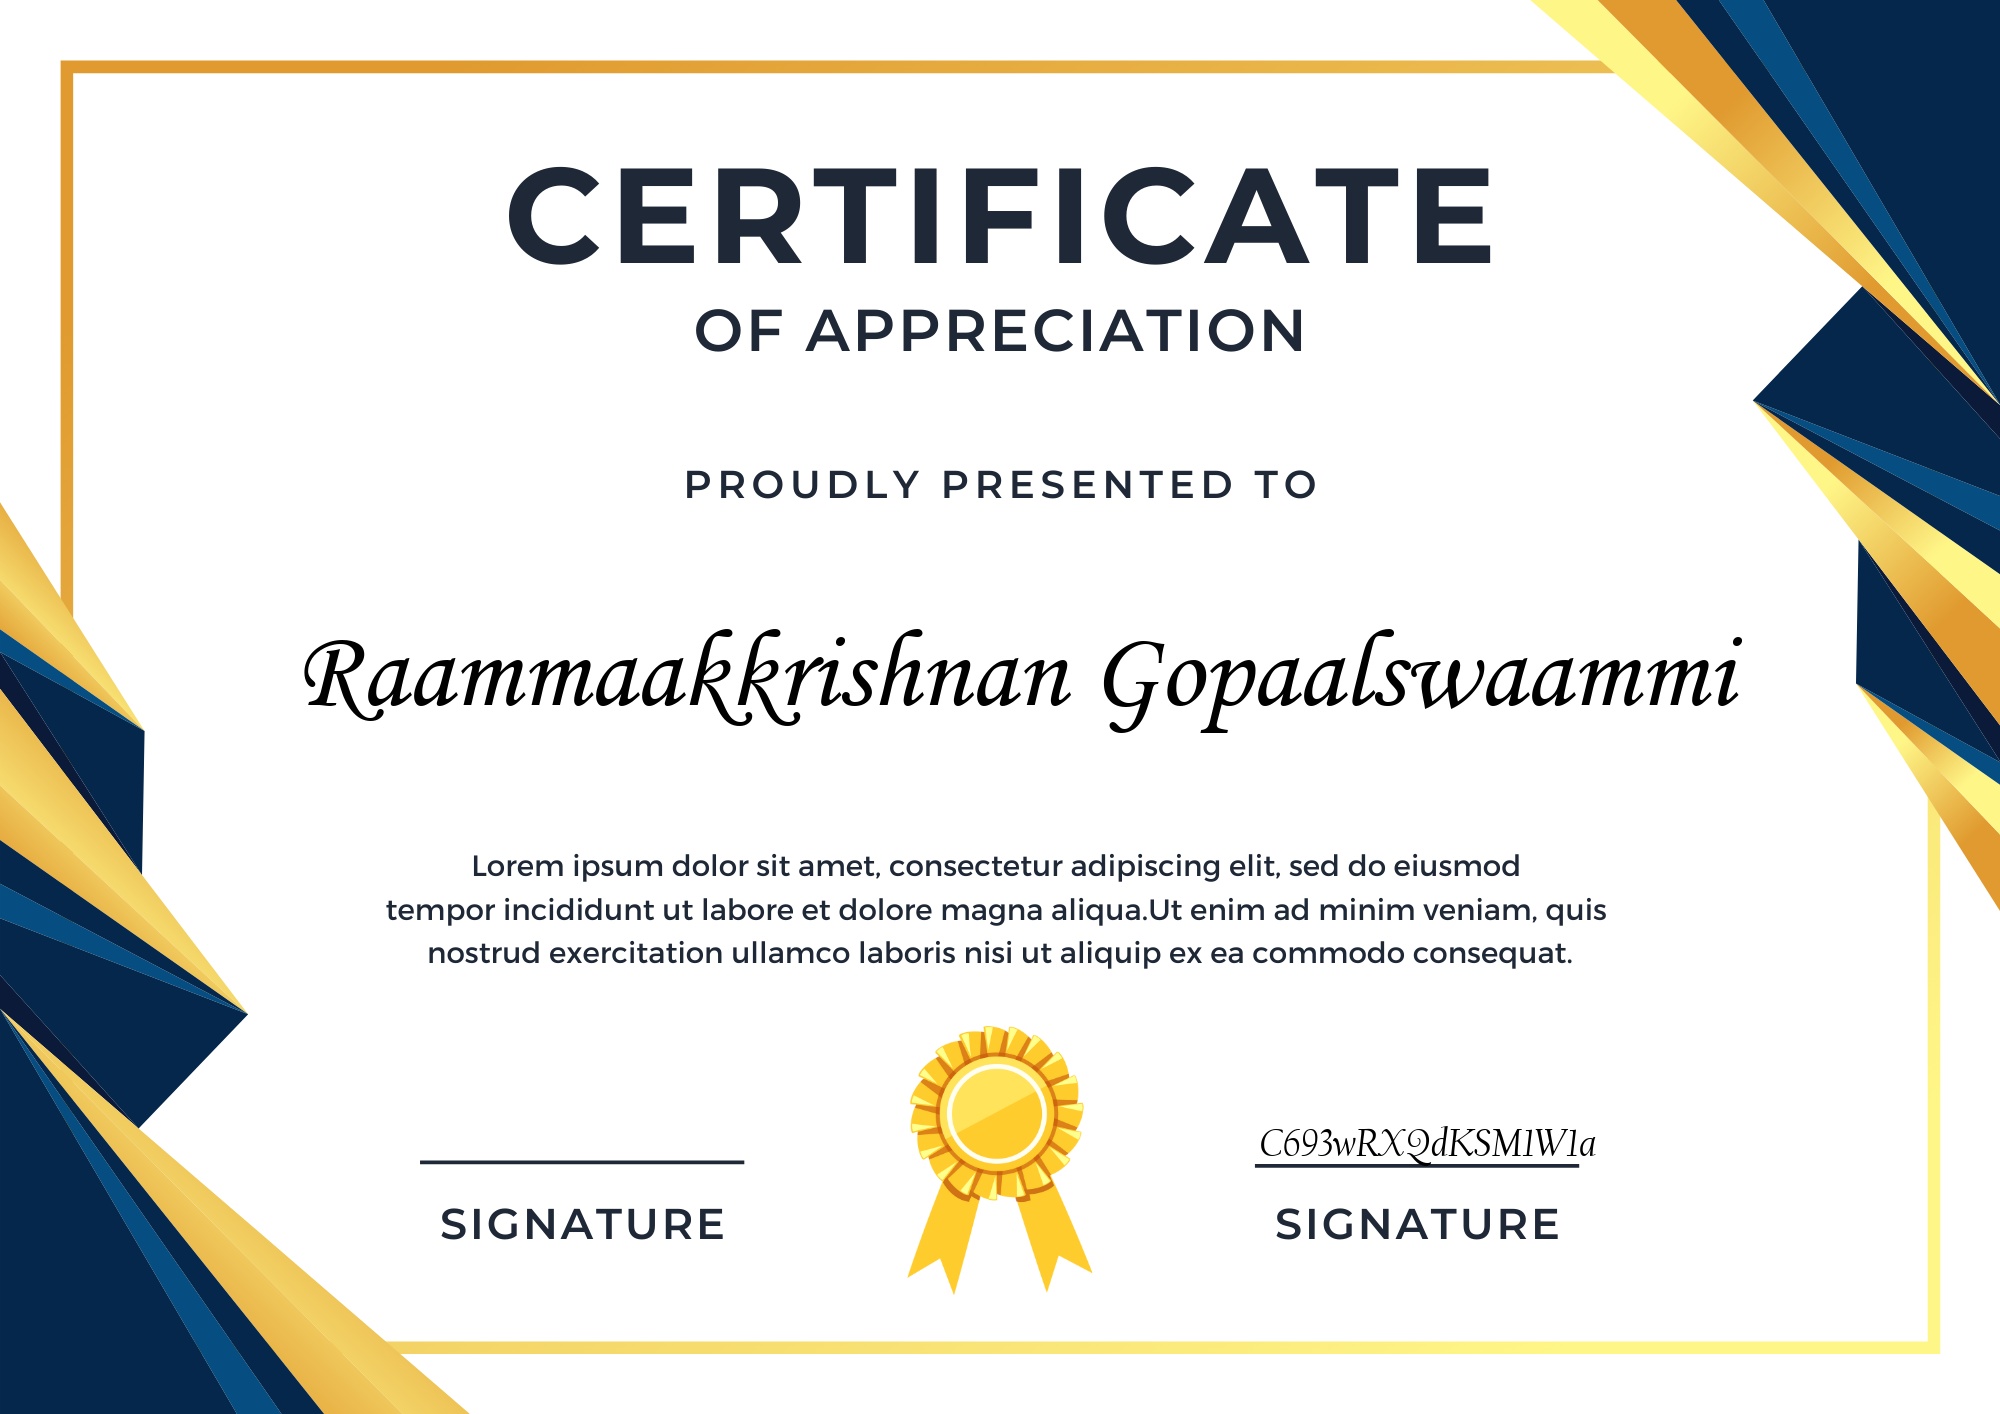 CERTIFICATE
OF APPRECIATION
PROUDLY PRESENTED TO
Raammaakkrishnan Gopaalswaammi
Lorem ipsum dolor sit amet, consectetur adipiscing elit, sed do eiusmod
tempor incididunt ut labore et dolore magna aliqua.Ut enim ad minim veniam, quis
nostrud exercitation ullamco laboris nisi ut aliquip ex ea commodo consequat.
C693wRXQdKSM1W1a
SIGNATURE SIGNATURE